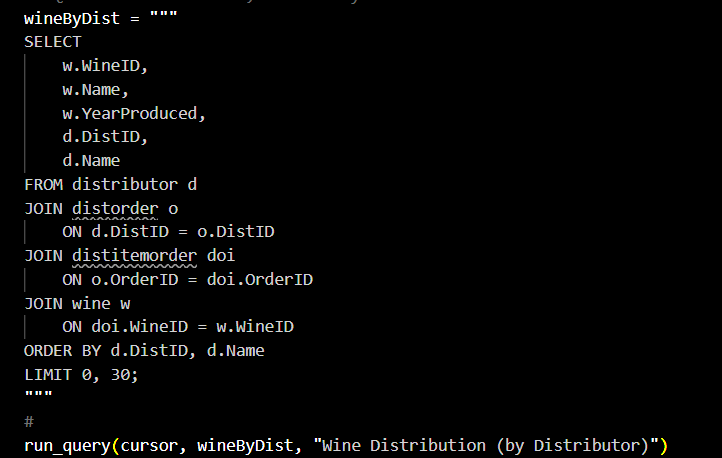 wineByDist = """
SELECT
    w.WineID,
    w.Name,
    w.YearProduced,
    d.DistID,
    d.Name
FROM distributor d
JOIN distorder o
    ON d.DistID = o.DistID
JOIN distitemorder doi
    ON o.OrderID = doi.OrderID
JOIN wine w
    ON doi.WineID = w.WineID
ORDER BY d.DistID, d.Name
LIMIT 0, 30;
"""
#
run_query(cursor, wineByDist, "Wine Distribution (by Distributor)")